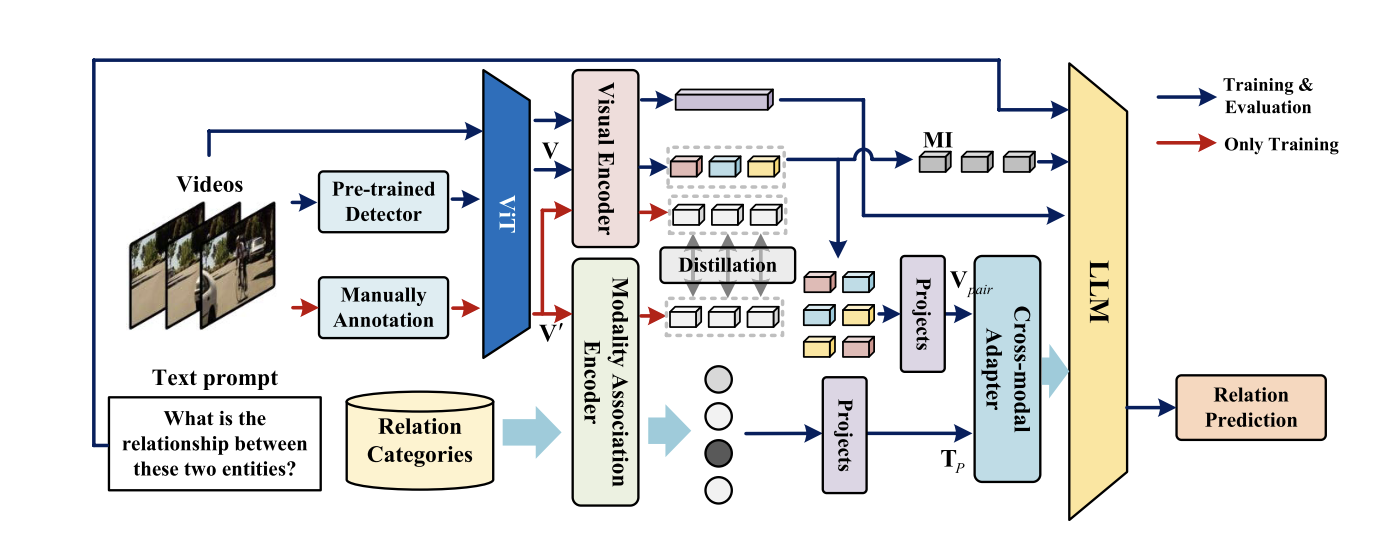 Training &
Evaluation
Only Training
MI
Visual Encoder
V
Videos
Pre-trained
Detector
ViT
Distillation
Manually
Annotation
V′
Modality Association
Encoder
Projects
V_pair
Cross-modal
Adapter
LLM
Text prompt
What is the
relationship between
these two entities?
Relation
Categories
Projects
T_P
Relation
Prediction